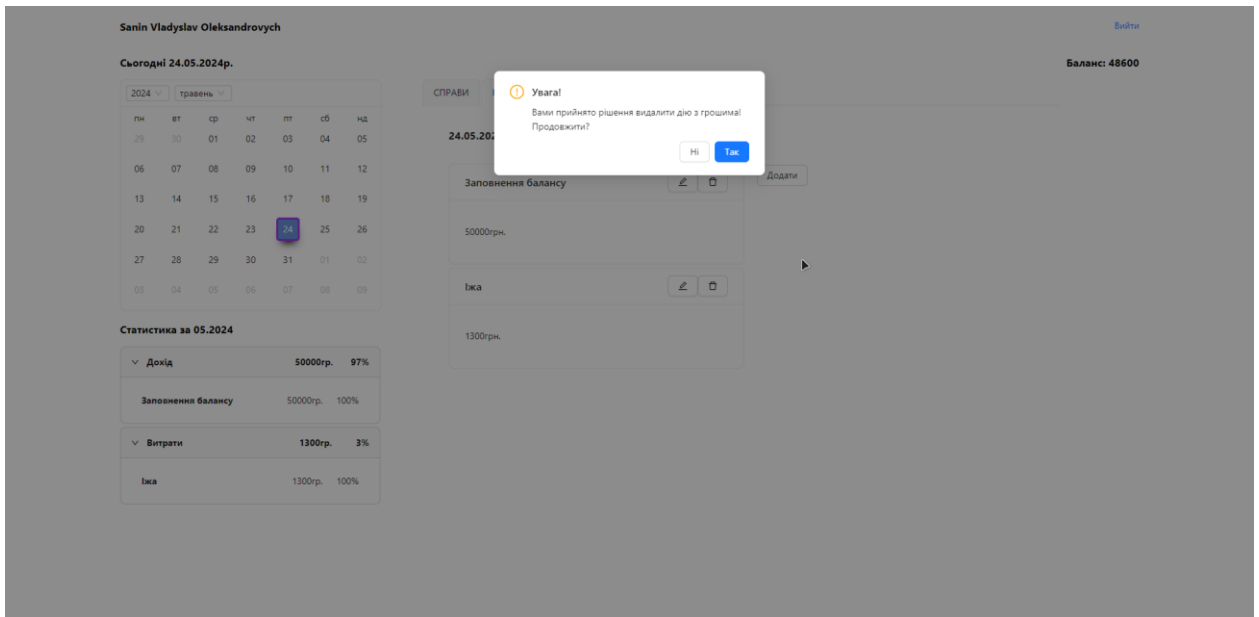 Sanin Vladyslav Oleksandrovych
Вийти
Сьогодні 24.05.2024р.
Баланс: 48600
2024 травень
пн вт ср чт пт сб нд
29 30 01 02 03 04 05
06 07 08 09 10 11 12
13 14 15 16 17 18 19
20 21 22 23 24 25 26
27 28 29 30 31 01 02
03 04 05 06 07 08 09
Статистика за 05.2024
Дохід 50000гр. 97%
Заповнення балансу 50000гр. 100%
Витрати 1300гр. 3%
Їжа 1300гр. 100%
СПРАВИ
Увага!
Вами прийнято рішення видалити дію з грошима!
Продовжити?
Ні Так
24.05.202
Заповнення балансу
Додати
50000грн.
Їжа
1300грн.